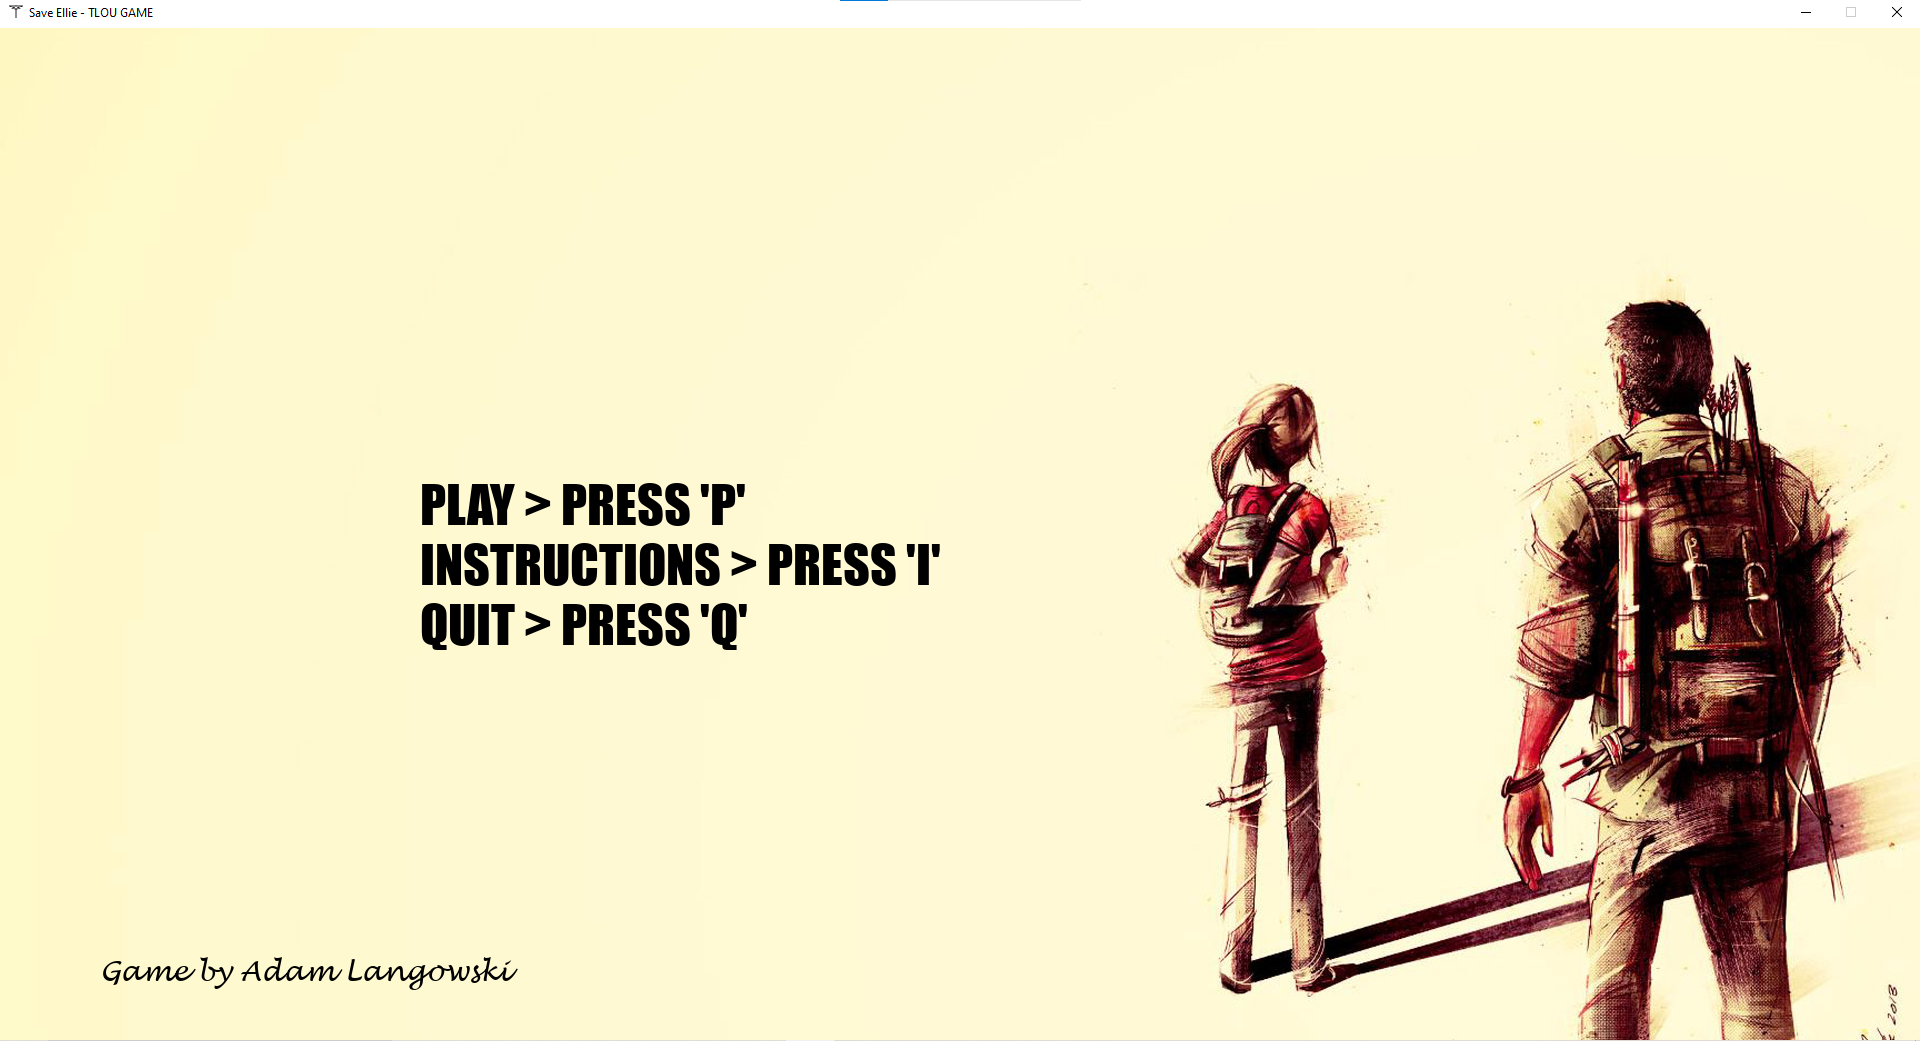 Save Ellie - TLOU GAME
PLAY > PRESS 'P'
INSTRUCTIONS > PRESS 'I'
QUIT > PRESS 'Q'
Game by Adam Langowski
2013